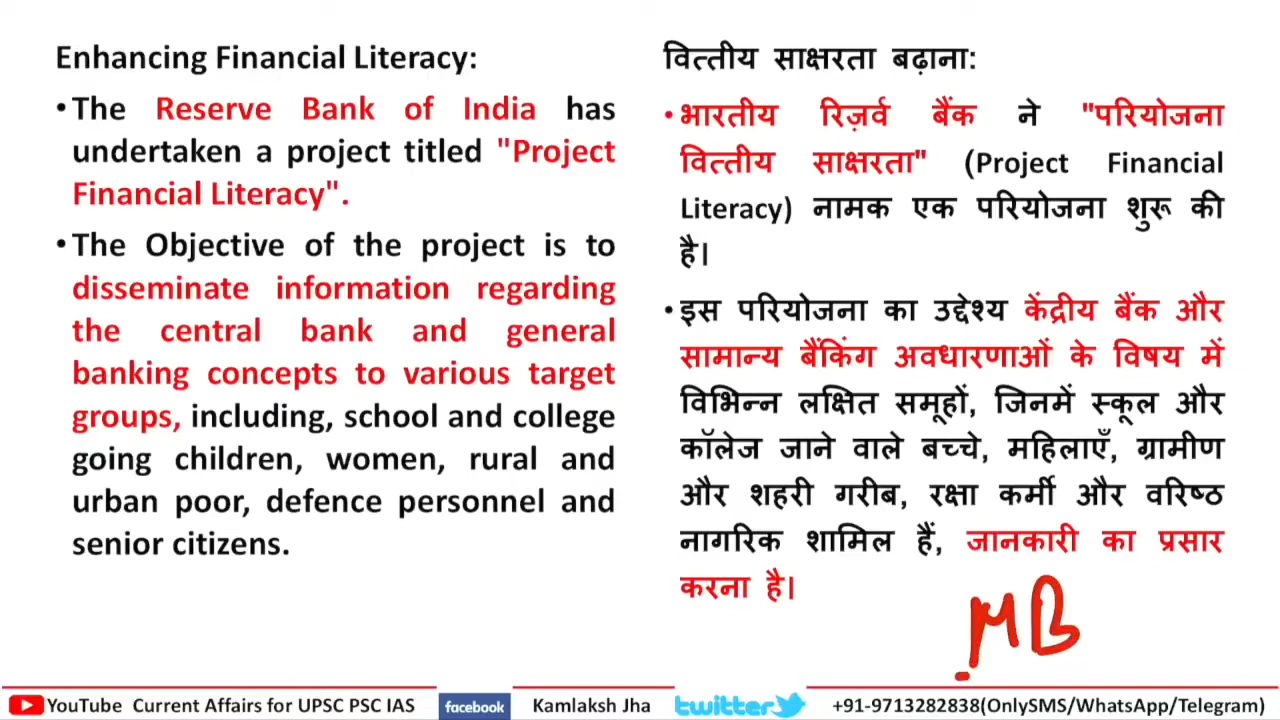 Enhancing Financial Literacy:
•The Reserve Bank of India has
undertaken a project titled "Project
Financial Literacy".
•The Objective of the project is to
disseminate information regarding
the central bank and general
banking concepts to various target
groups, including, school and college
going children, women, rural and
urban poor, defence personnel and
senior citizens.
वित्तीय साक्षरता बढ़ाना:
•भारतीय रिज़र्व बैंक ने "परियोजना
वित्तीय साक्षरता" (Project Financial
Literacy) नामक एक परियोजना शुरू की
है।
•इस परियोजना का उद्देश्य केंद्रीय बैंक और
सामान्य बैंकिंग अवधारणाओं के विषय में
विभिन्न लक्षित समूहों, जिनमें स्कूल और
कॉलेज जाने वाले बच्चे, महिलाएँ, ग्रामीण
और शहरी गरीब, रक्षा कर्मी और वरिष्ठ
नागरिक शामिल हैं, जानकारी का प्रसार
करना है।
MB
YouTube Current Affairs for UPSC PSC IAS facebook Kamlaksh Jha twitter +91-9713282838(OnlySMS/WhatsApp/Telegram)